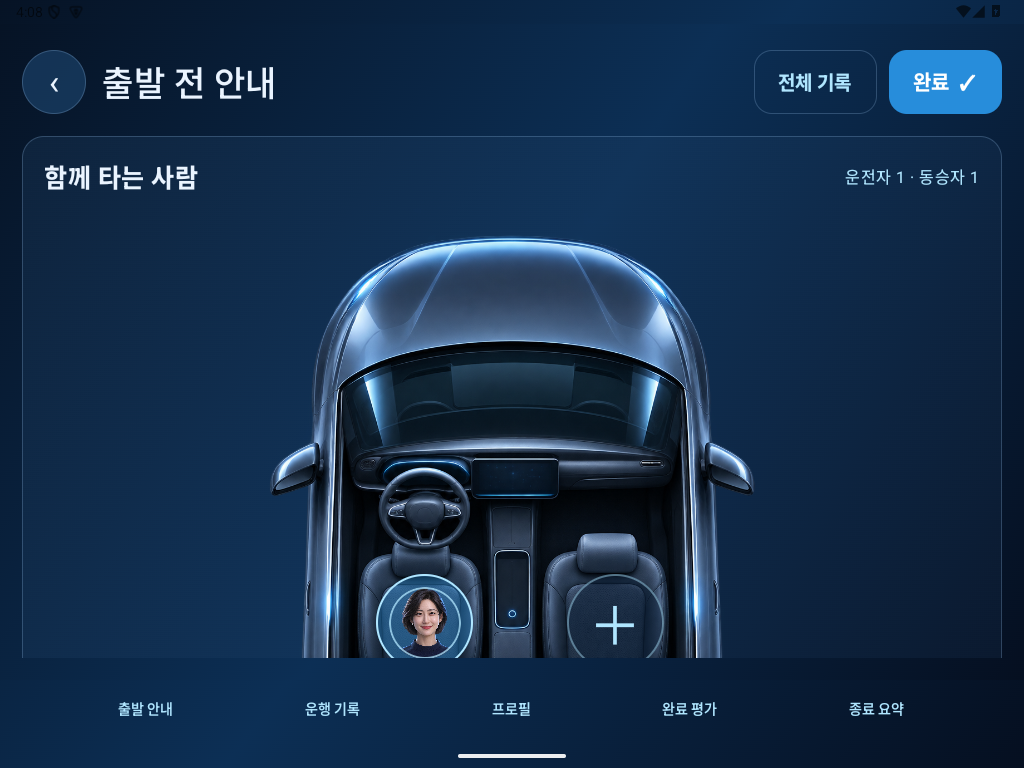 4:08
출발 전 안내
전체 기록
완료 ✓
함께 타는 사람
운전자 1 · 동승자 1
출발 안내
운행 기록
프로필
완료 평가
종료 요약